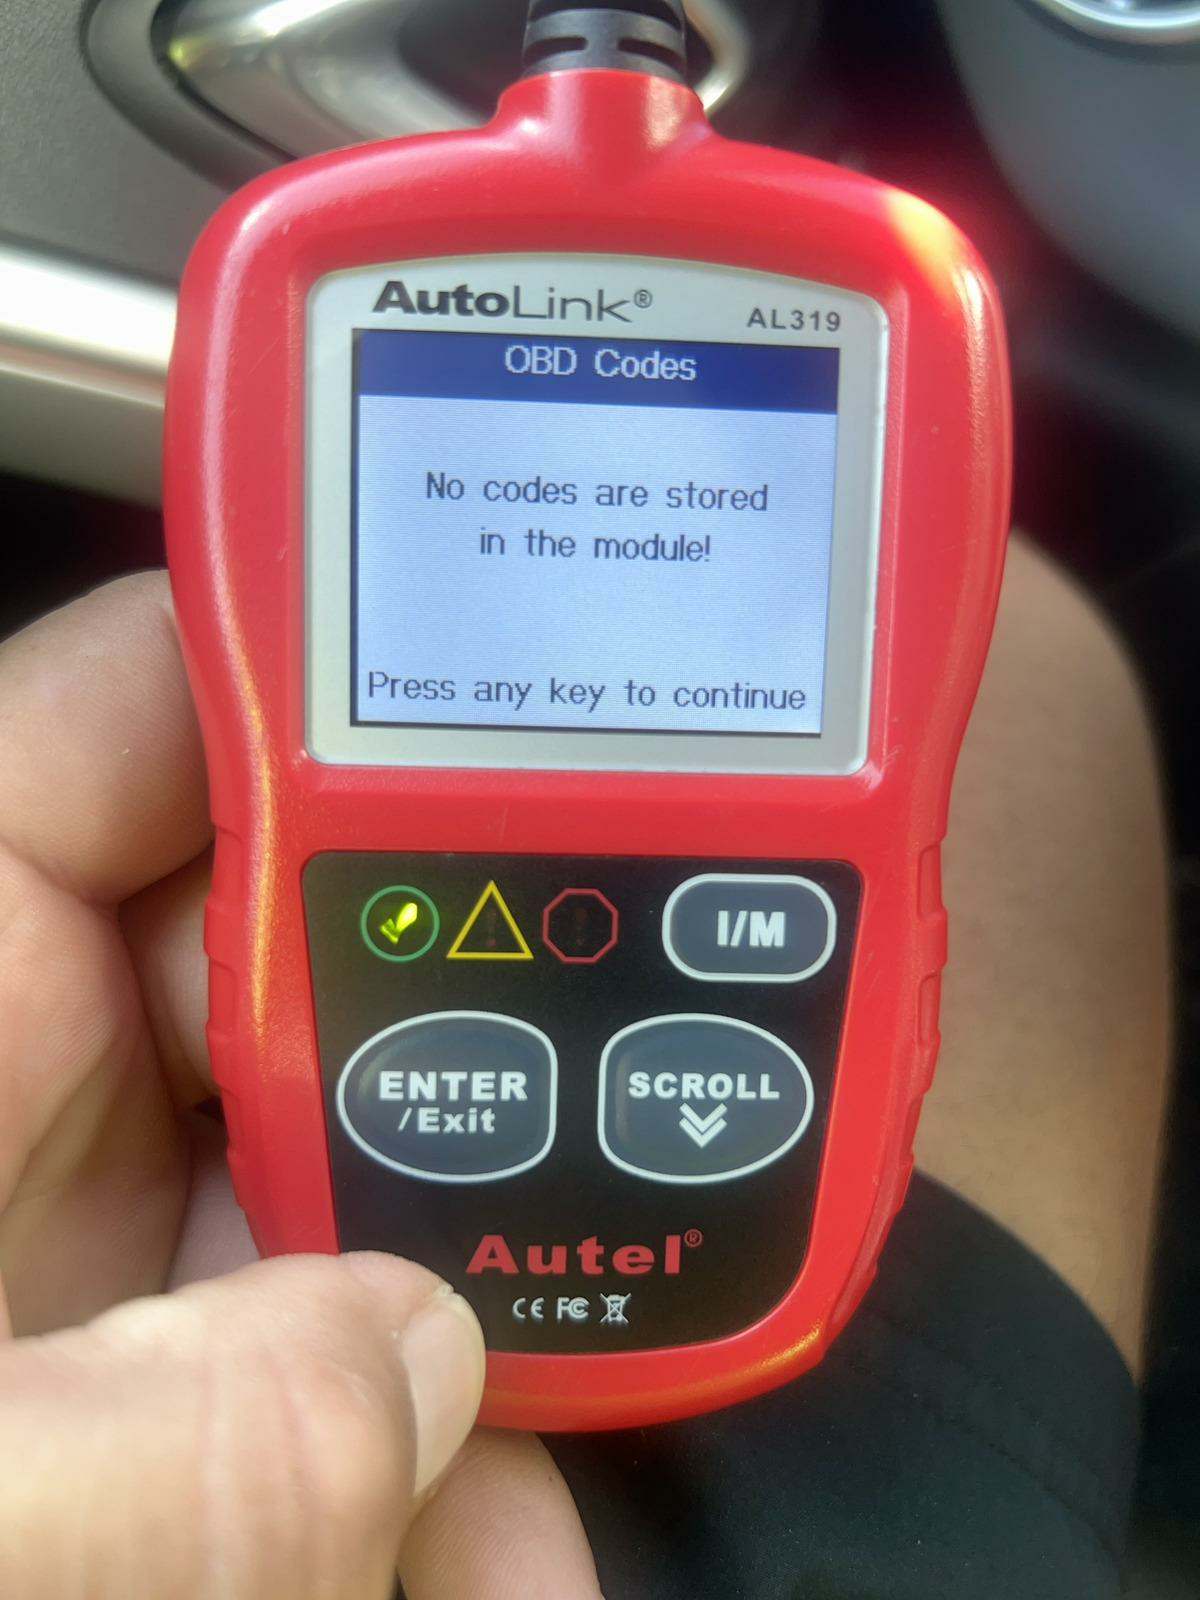 AutoLink®
AL319
OBD Codes
No codes are stored
in the module!
Press any key to continue
I/M
ENTER
/Exit
SCROLL
Autel®
CE FC